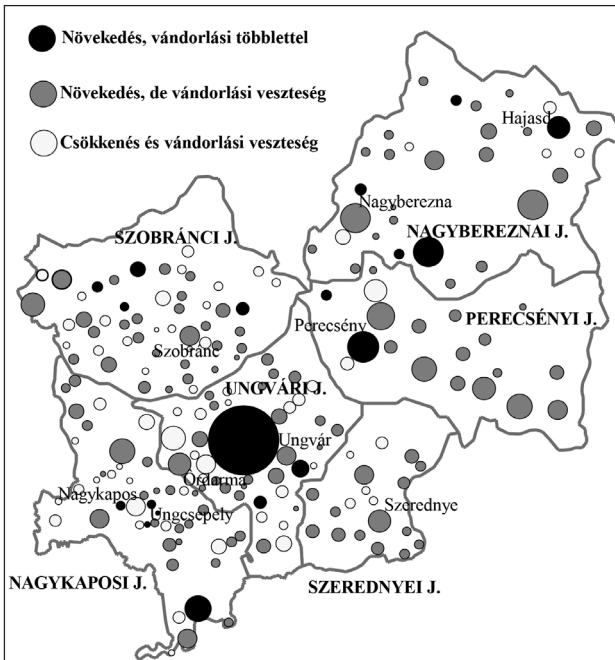 Növekedés, vándorlási többlettel
Növekedés, de vándorlási veszteség
Csökkenés és vándorlási veszteség
Hajasd
Nagyberezna
NAGYBEREZNAI J.
SZOBRÁNCI J.
Perecsény
PERECSÉNYI J.
Szobránc
UNGVÁRI J.
Ungvár
Ordarma
Nagykapos
Ungcsepely
Szerednye
NAGYKAPOSI J.
SZEREDNYEI J.